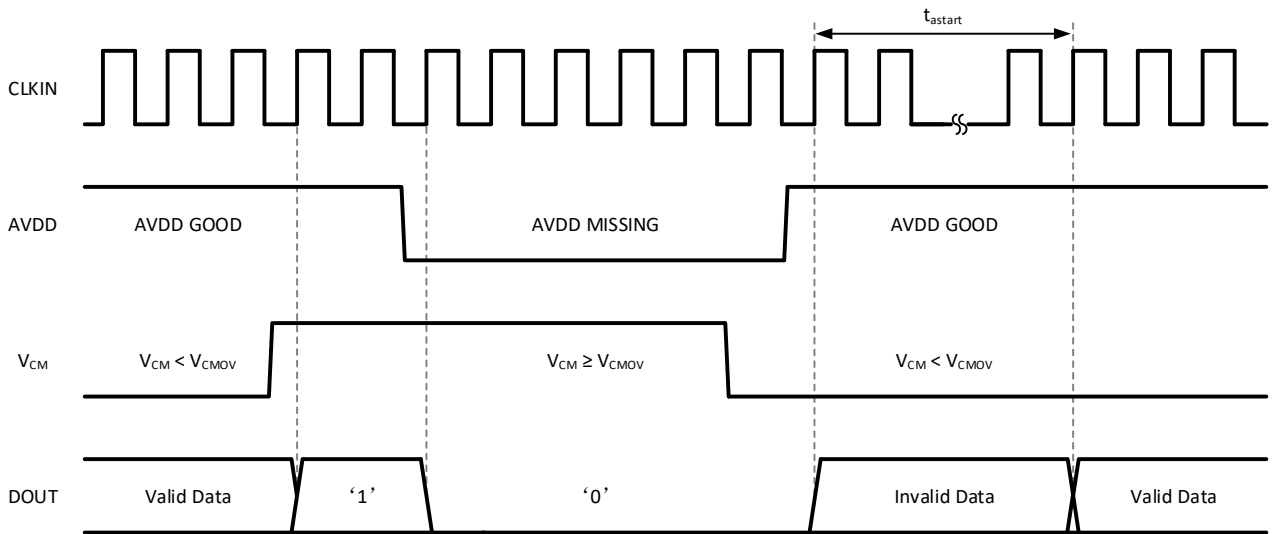 tastart
CLKIN
AVDD
AVDD GOOD
AVDD MISSING
AVDD GOOD
VCM
VCM < VCMOV
VCM ≥ VCMOV
VCM < VCMOV
DOUT
Valid Data
‘1’
‘0’
Invalid Data
Valid Data